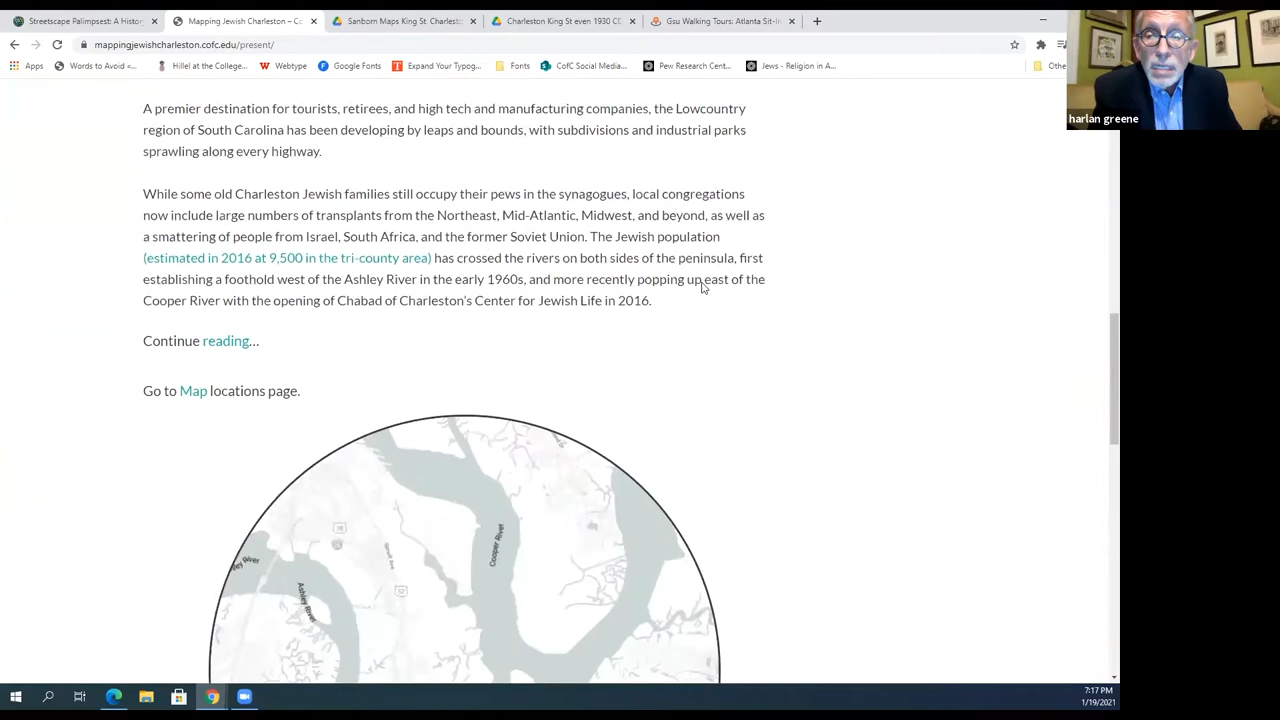 Streetscape Palimpsest: A Histo
Mapping Jewish Charleston – Co
Sanborn Maps King St. Charlest
Charleston King St even 1930 CD
Gsu Walking Tours: Atlanta Sit-In
mappingjewishcharleston.cofc.edu/present/
Apps
Words to Avoid «...
Hillel at the Colleg...
Webtype
Google Fonts
Expand Your Typog...
Fonts
CofC Social Media...
Pew Research Cent...
Jews - Religion in A...
Othe
harlan greene
A premier destination for tourists, retirees, and high tech and manufacturing companies, the Lowcountry
region of South Carolina has been developing by leaps and bounds, with subdivisions and industrial parks
sprawling along every highway.
While some old Charleston Jewish families still occupy their pews in the synagogues, local congregations
now include large numbers of transplants from the Northeast, Mid-Atlantic, Midwest, and beyond, as well as
a smattering of people from Israel, South Africa, and the former Soviet Union. The Jewish population
(estimated in 2016 at 9,500 in the tri-county area) has crossed the rivers on both sides of the peninsula, first
establishing a foothold west of the Ashley River in the early 1960s, and more recently popping up east of the
Cooper River with the opening of Chabad of Charleston's Center for Jewish Life in 2016.
Continue reading...
Go to Map locations page.
Cooper River
ley River
Ashley River
52
7:17 PM
1/19/2021